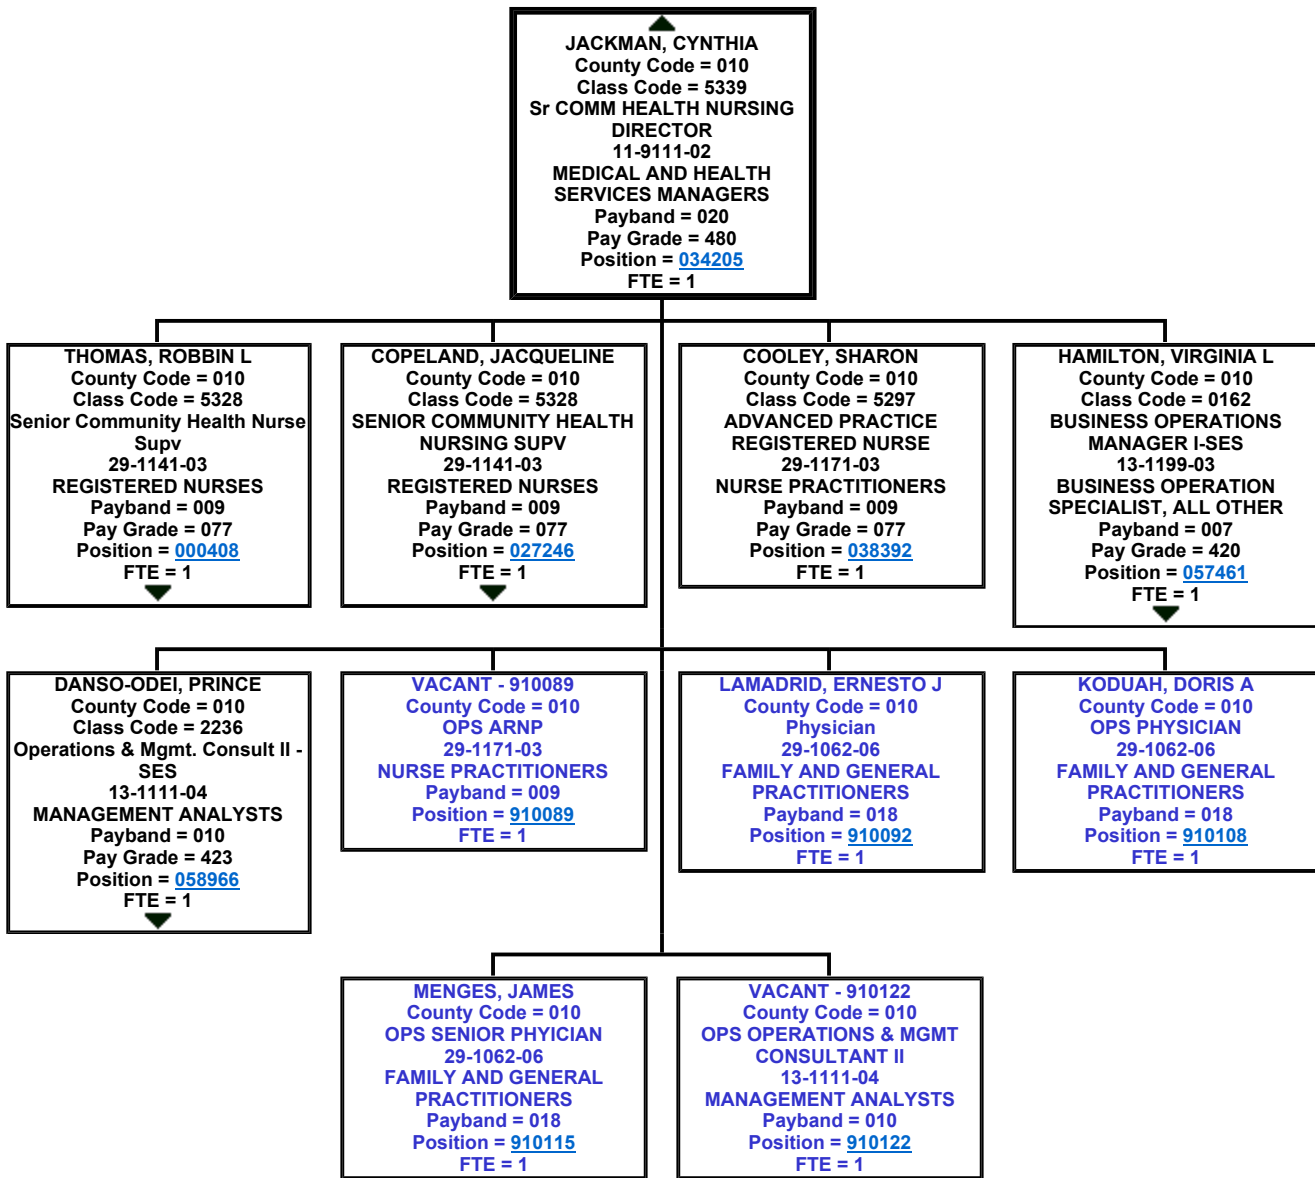 JACKMAN, CYNTHIA
County Code = 010
Class Code = 5339
Sr COMM HEALTH NURSING
DIRECTOR
11-9111-02
MEDICAL AND HEALTH
SERVICES MANAGERS
Payband = 020
Pay Grade = 480
Position = 034205
FTE = 1
THOMAS, ROBBIN L
County Code = 010
Class Code = 5328
Senior Community Health Nurse
Supv
29-1141-03
REGISTERED NURSES
Payband = 009
Pay Grade = 077
Position = 000408
FTE = 1
COPELAND, JACQUELINE
County Code = 010
Class Code = 5328
SENIOR COMMUNITY HEALTH
NURSING SUPV
29-1141-03
REGISTERED NURSES
Payband = 009
Pay Grade = 077
Position = 027246
FTE = 1
COOLEY, SHARON
County Code = 010
Class Code = 5297
ADVANCED PRACTICE
REGISTERED NURSE
29-1171-03
NURSE PRACTITIONERS
Payband = 009
Pay Grade = 077
Position = 038392
FTE = 1
HAMILTON, VIRGINIA L
County Code = 010
Class Code = 0162
BUSINESS OPERATIONS
MANAGER I-SES
13-1199-03
BUSINESS OPERATION
SPECIALIST, ALL OTHER
Payband = 007
Pay Grade = 420
Position = 057461
FTE = 1
DANSO-ODEI, PRINCE
County Code = 010
Class Code = 2236
Operations & Mgmt. Consult II -
SES
13-1111-04
MANAGEMENT ANALYSTS
Payband = 010
Pay Grade = 423
Position = 058966
FTE = 1
VACANT - 910089
County Code = 010
OPS ARNP
29-1171-03
NURSE PRACTITIONERS
Payband = 009
Position = 910089
FTE = 1
LAMADRID, ERNESTO J
County Code = 010
Physician
29-1062-06
FAMILY AND GENERAL
PRACTITIONERS
Payband = 018
Position = 910092
FTE = 1
KODUAH, DORIS A
County Code = 010
OPS PHYSICIAN
29-1062-06
FAMILY AND GENERAL
PRACTITIONERS
Payband = 018
Position = 910108
FTE = 1
MENGES, JAMES
County Code = 010
OPS SENIOR PHYICIAN
29-1062-06
FAMILY AND GENERAL
PRACTITIONERS
Payband = 018
Position = 910115
FTE = 1
VACANT - 910122
County Code = 010
OPS OPERATIONS & MGMT
CONSULTANT II
13-1111-04
MANAGEMENT ANALYSTS
Payband = 010
Position = 910122
FTE = 1